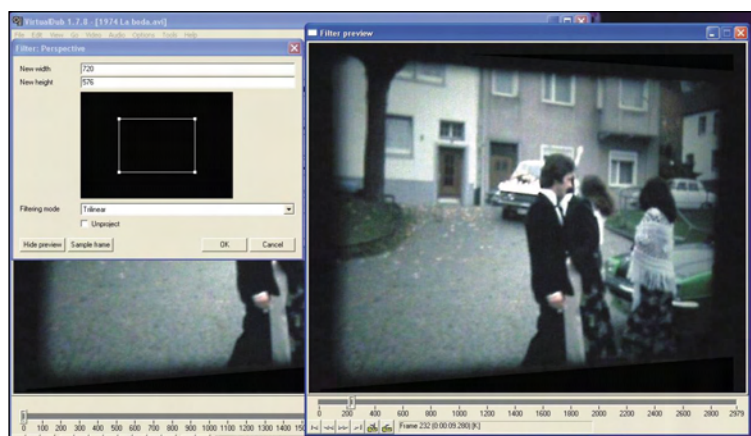 VirtualDub 1.7.8 - [1974 La boda.avi]
File Edit View Go Video Audio Options Tools Help
Filter: Perspective
New width 720
New height 576
Filtering mode Trilinear
Unproject
Hide preview Sample frame OK Cancel
0 50 100 200 300 400 500 600 700 800 900 1000 1100 1200 1300 1400
Filter preview
0 200 400 600 800 1000 1200 1400 1600 1800 2000 2200 2400 2600 2800 2979
Frame 232 (0:00:09.280) [K]